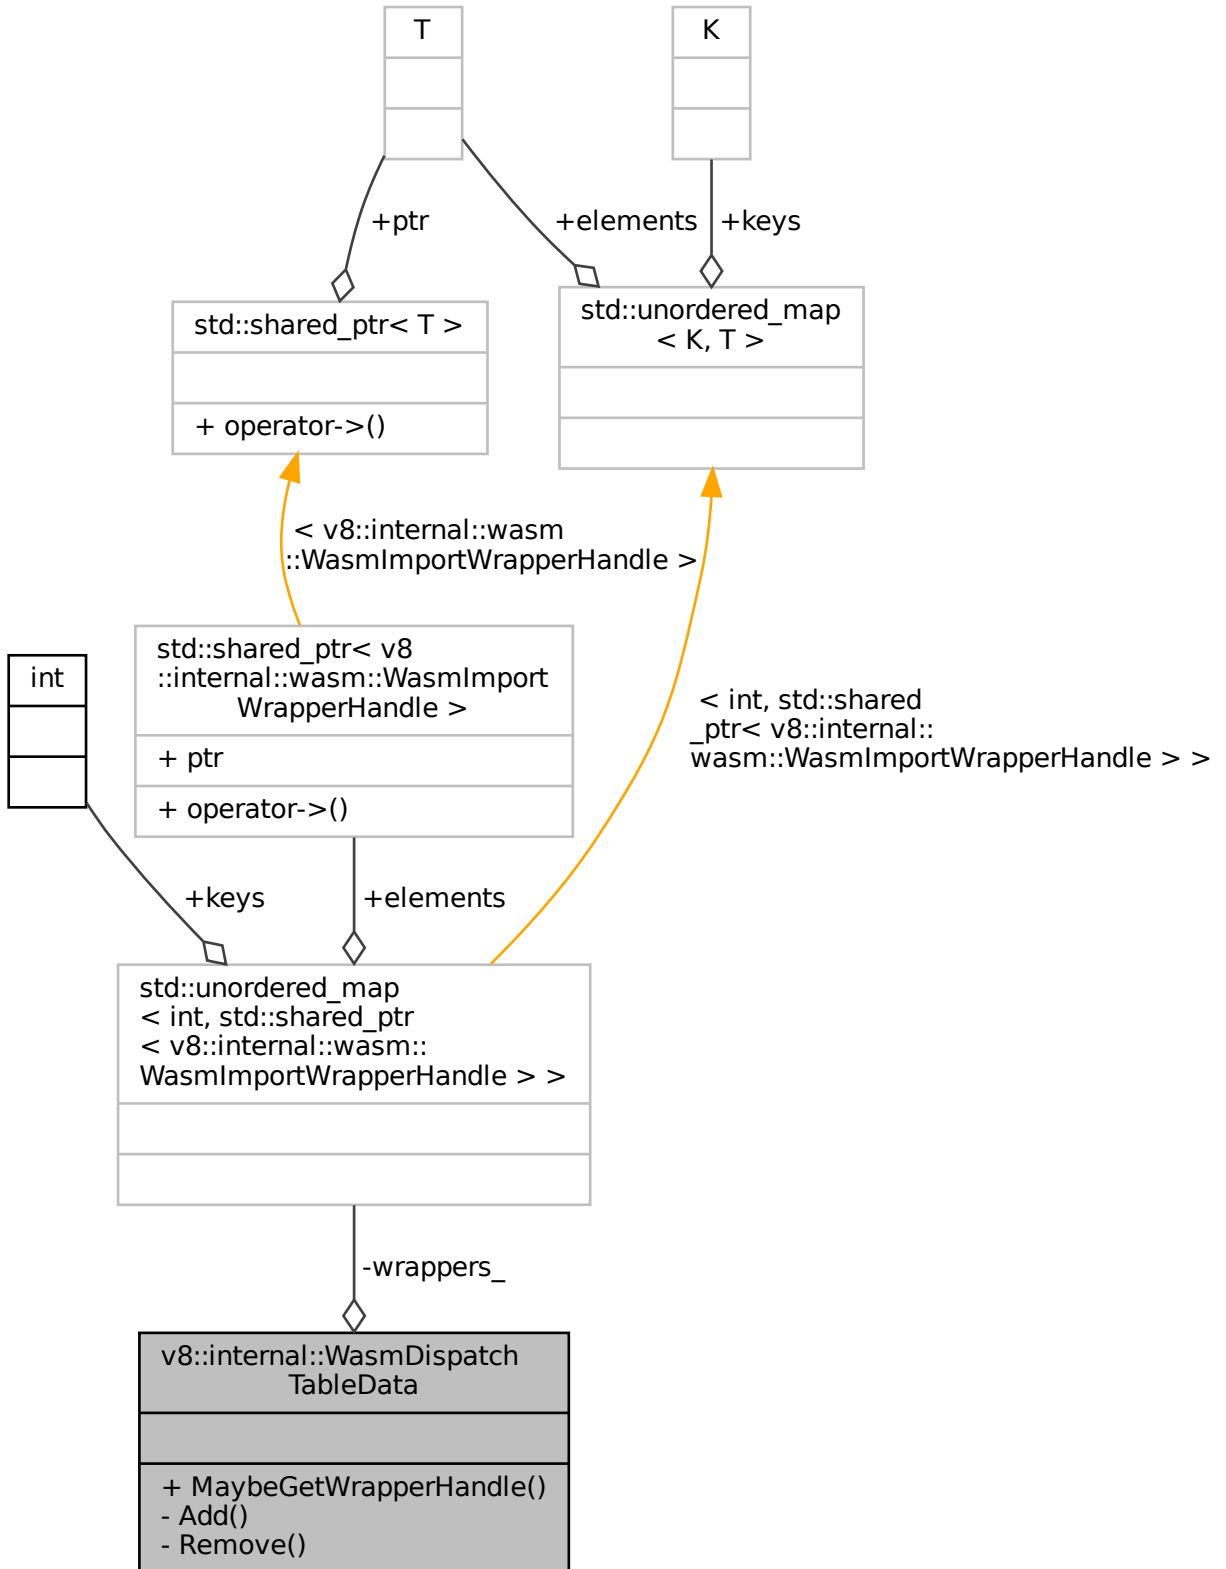 T
K
+ptr
+elements
+keys
std::shared_ptr< T >
+ operator->()
std::unordered_map
< K, T >
< v8::internal::wasm
::WasmImportWrapperHandle >
int
std::shared_ptr< v8
::internal::wasm::WasmImport
WrapperHandle >
+ ptr
+ operator->()
< int, std::shared
_ptr< v8::internal::
wasm::WasmImportWrapperHandle > >
+keys
+elements
std::unordered_map
< int, std::shared_ptr
< v8::internal::wasm::
WasmImportWrapperHandle > >
-wrappers_
v8::internal::WasmDispatch
TableData
+ MaybeGetWrapperHandle()
- Add()
- Remove()